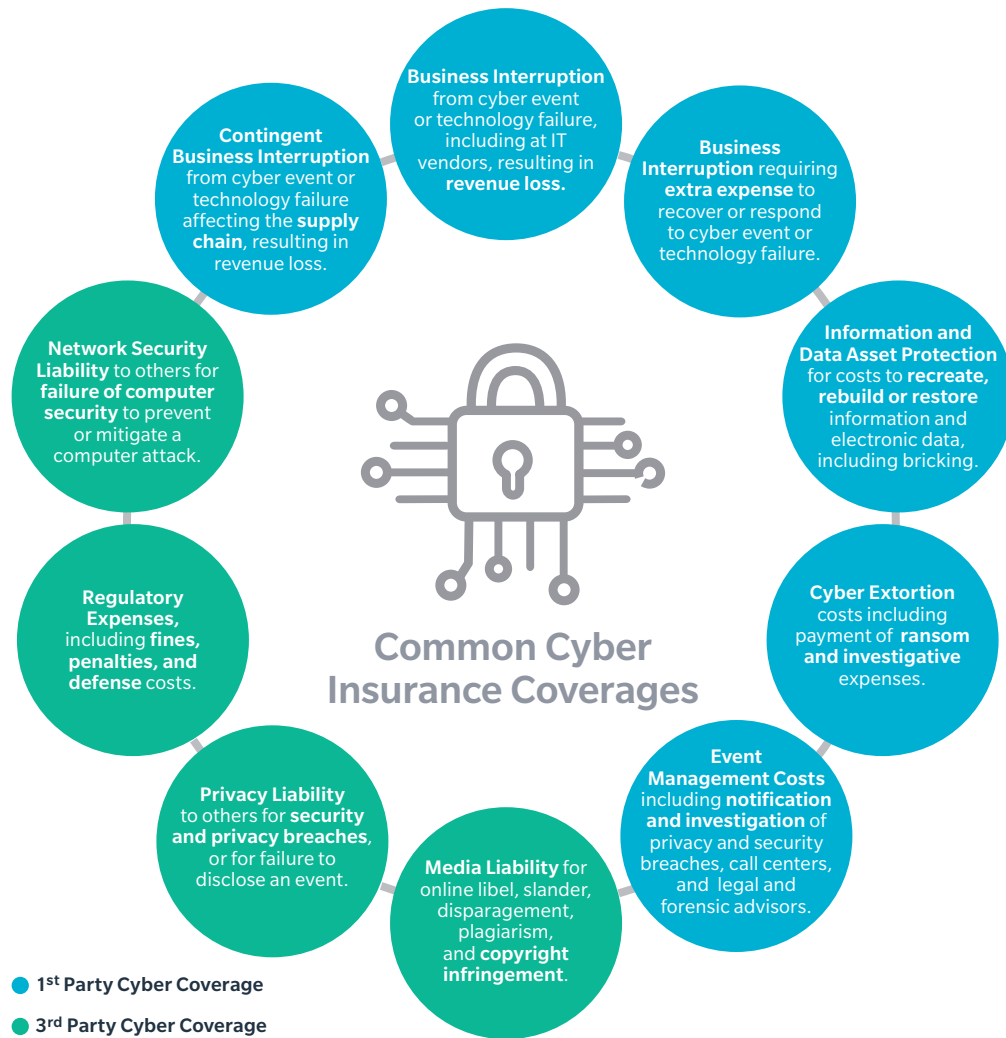 Business Interruption
from cyber event
or technology failure,
including at IT
vendors, resulting in
revenue loss.
Business
Interruption requiring
extra expense to
recover or respond
to cyber event or
technology failure.
Information and
Data Asset Protection
for costs to recreate,
rebuild or restore
information and
electronic data,
including bricking.
Cyber Extortion
costs including
payment of ransom
and investigative
expenses.
Event
Management Costs
including notification
and investigation of
privacy and security
breaches, call centers,
and legal and
forensic advisors.
Media Liability for
online libel, slander,
disparagement,
plagiarism,
and copyright
infringement.
Privacy Liability
to others for security
and privacy breaches,
or for failure to
disclose an event.
Regulatory
Expenses,
including fines,
penalties, and
defense costs.
Network Security
Liability to others for
failure of computer
security to prevent
or mitigate a
computer attack.
Contingent
Business Interruption
from cyber event or
technology failure
affecting the supply
chain, resulting in
revenue loss.
Common Cyber
Insurance Coverages
1st Party Cyber Coverage
3rd Party Cyber Coverage